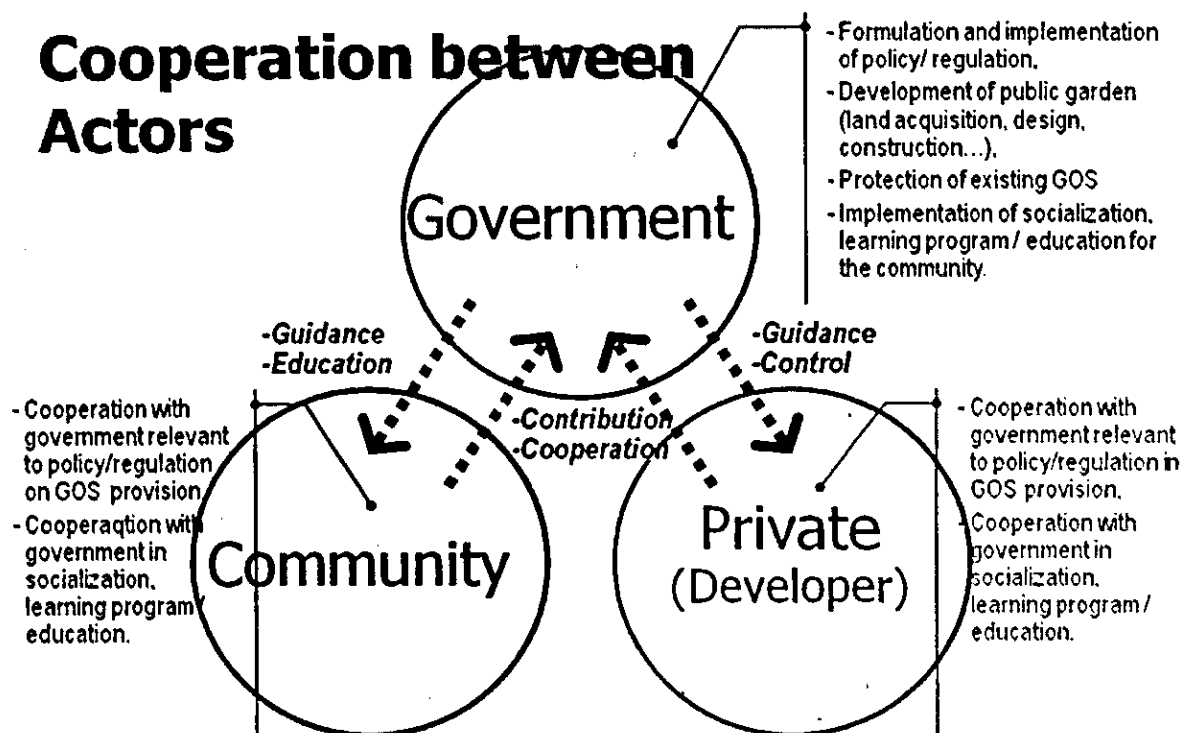 Cooperation between
Actors
- Formulation and implementation
of policy/ regulation,
- Development of public garden
(land acquisition, design,
construction...),
- Protection of existing GOS
- Implementation of socialization,
learning program / education for
the community.
Government
-Guidance
-Education
-Guidance
-Control
-Contribution
-Cooperation
- Cooperation with
government relevant
to policy/regulation
on GOS provision,
- Cooperaqtion with
government in
socialization,
learning program /
education.
Community
Private
(Developer)
- Cooperation with
government relevant
to policy/regulation in
GOS provision,
- Cooperation with
government in
socialization,
learning program /
education.